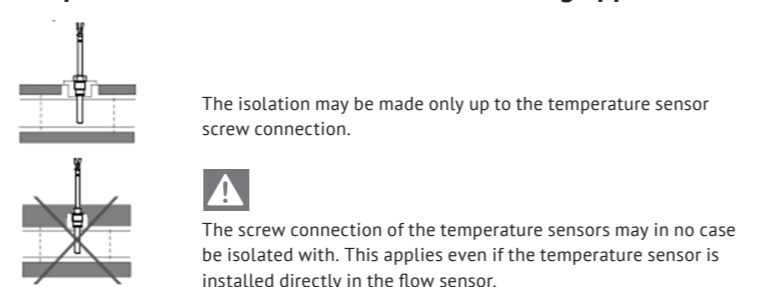 The isolation may be made only up to the temperature sensor
screw connection.
The screw connection of the temperature sensors may in no case
be isolated with. This applies even if the temperature sensor is
installed directly in the flow sensor.